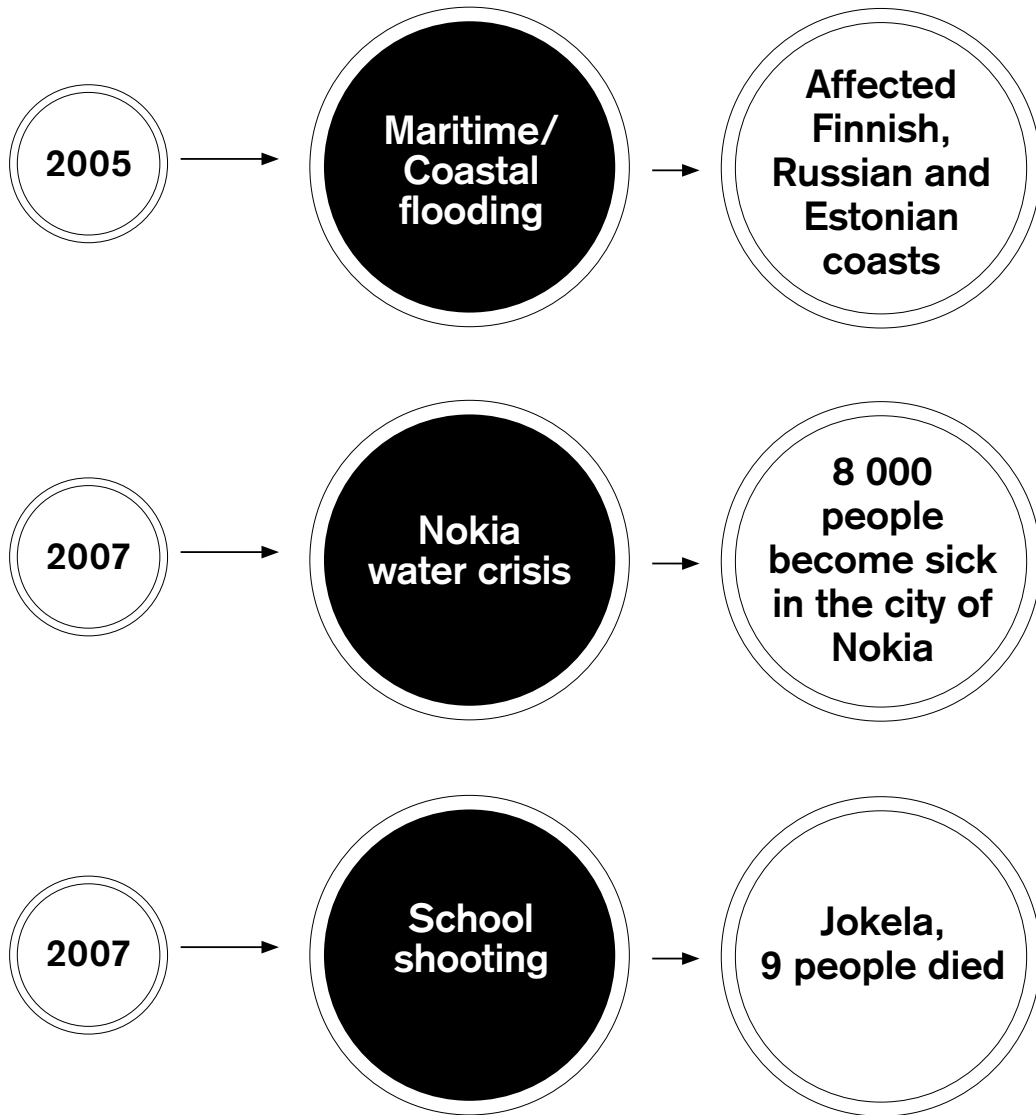 2005
Maritime/
Coastal
flooding
Affected
Finnish,
Russian and
Estonian
coasts
2007
Nokia
water crisis
8 000
people
become sick
in the city of
Nokia
2007
School
shooting
Jokela,
9 people died